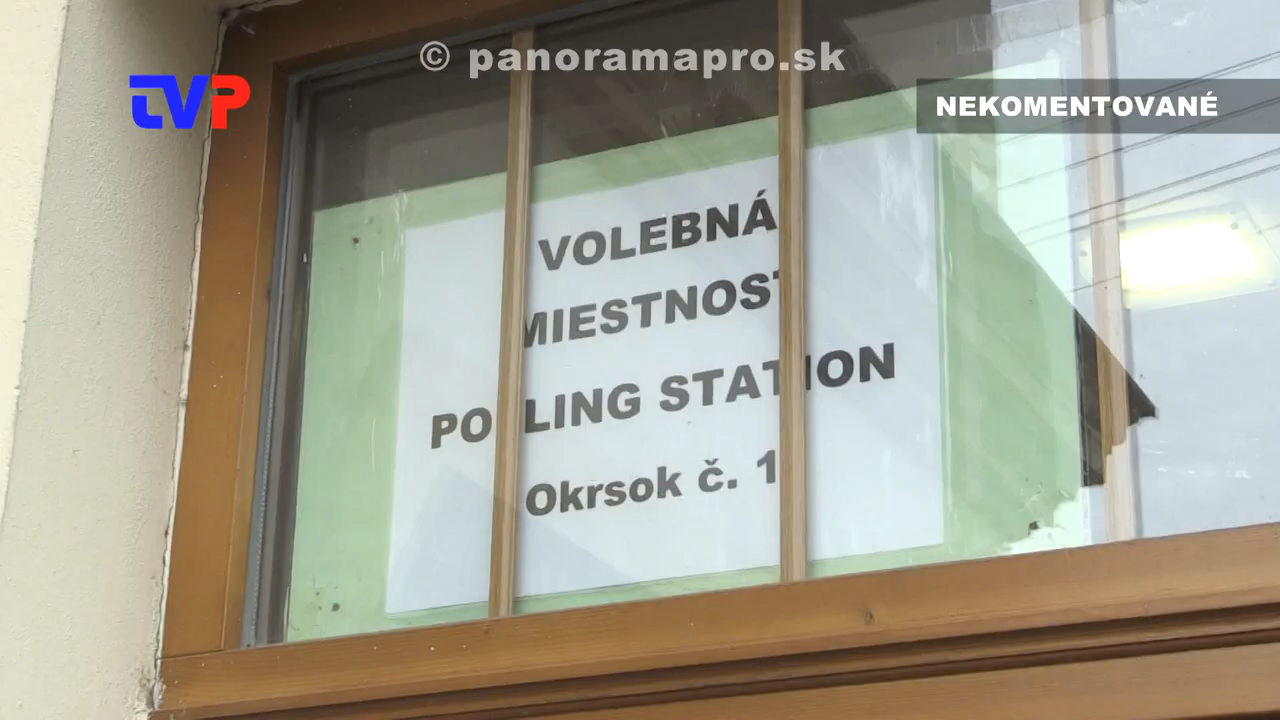 © panoramapro.sk
TVP
NEKOMENTOVANÉ
VOLEBNÁ
MIESTNOST
POLLING STATION
Okrsok č. 1